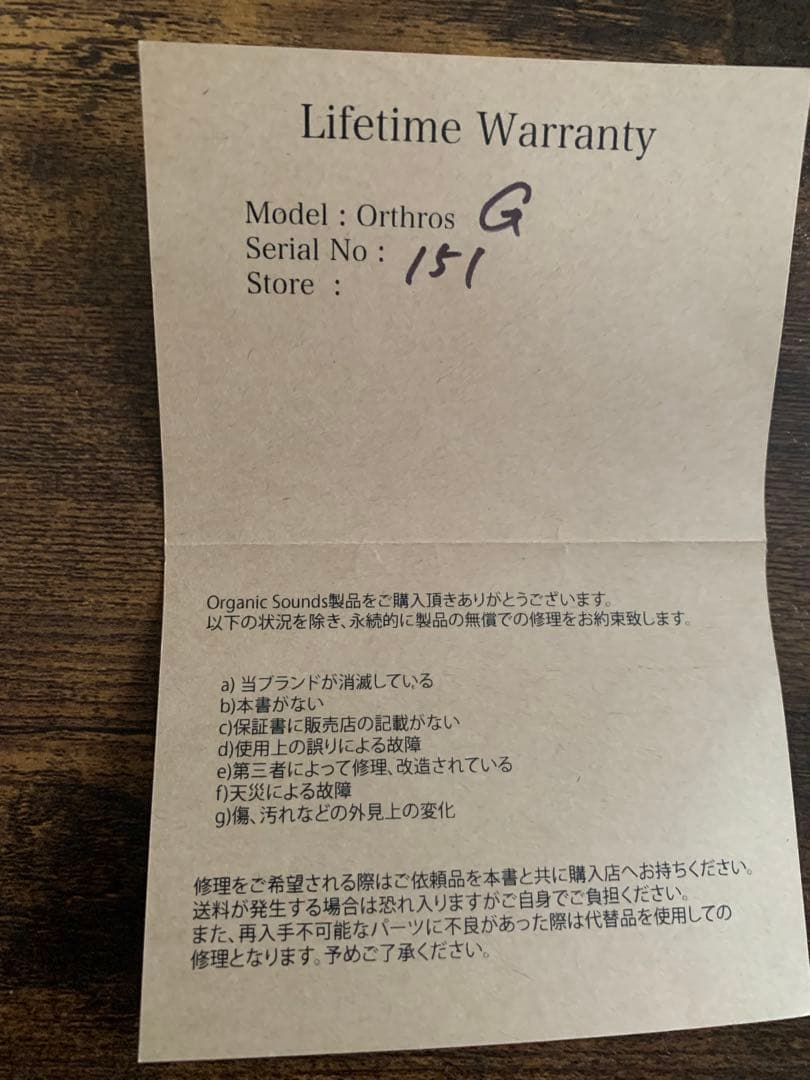 Lifetime Warranty
Model : Orthros G
Serial No : 151
Store :
Organic Sounds製品をご購入頂きありがとうございます。
以下の状況を除き、永続的に製品の無償での修理をお約束致します。
a) 当ブランドが消滅している
b)本書がない
c)保証書に販売店の記載がない
d)使用上の誤りによる故障
e)第三者によって修理、改造されている
f)天災による故障
g)傷、汚れなどの外見上の変化
修理をご希望される際はご依頼品を本書と共に購入店へお持ちください。
送料が発生する場合は恐れ入りますがご自身でご負担ください。
また、再入手不可能なパーツに不良があった際は代替品を使用しての
修理となります。予めご了承ください。